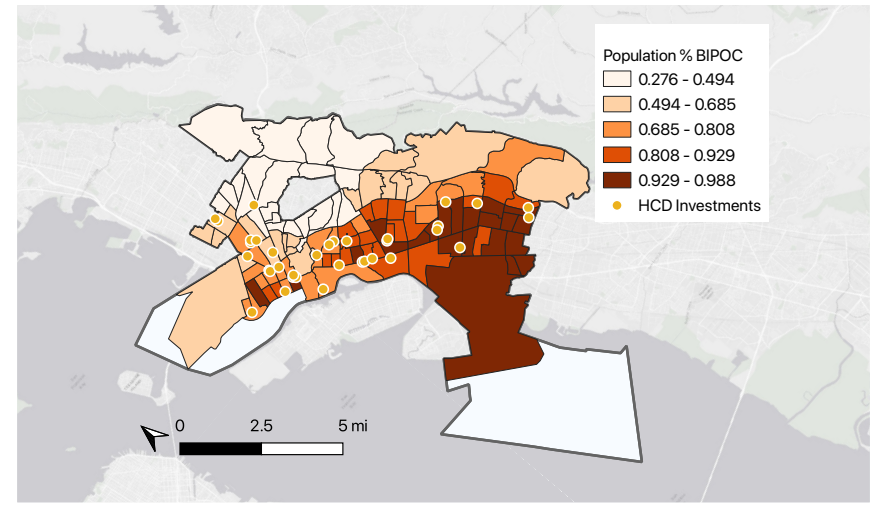 Population % BIPOC
0.276 - 0.494
0.494 - 0.685
0.685 - 0.808
0.808 - 0.929
0.929 - 0.988
HCD Investments
0 2.5 5 mi